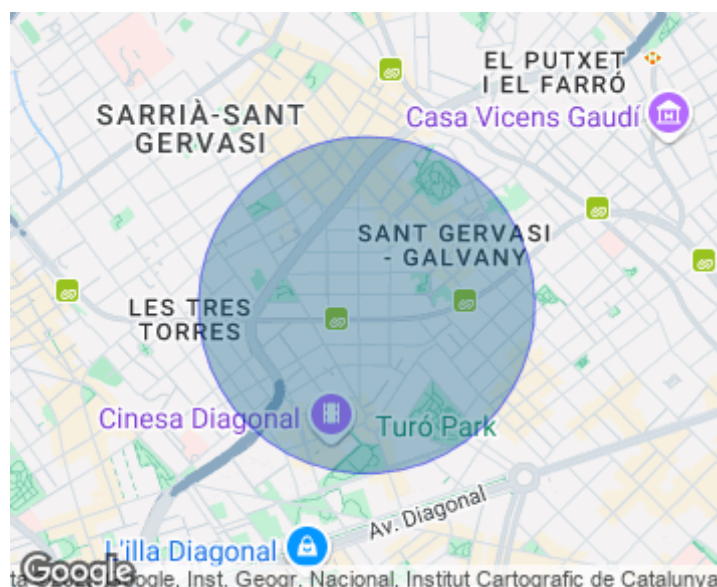 EL PUTXET
I EL FARRÓ
SARRIÀ-SANT
GERVASI
Casa Vicens Gaudí
SANT GERVASI
- GALVANY
LES TRES
TORRES
Cinesa Diagonal
Turó Park
Av. Diagonal
L'illa Diagonal
Google
Google, Inst. Geogr. Nacional, Institut Cartografic de Catalunya